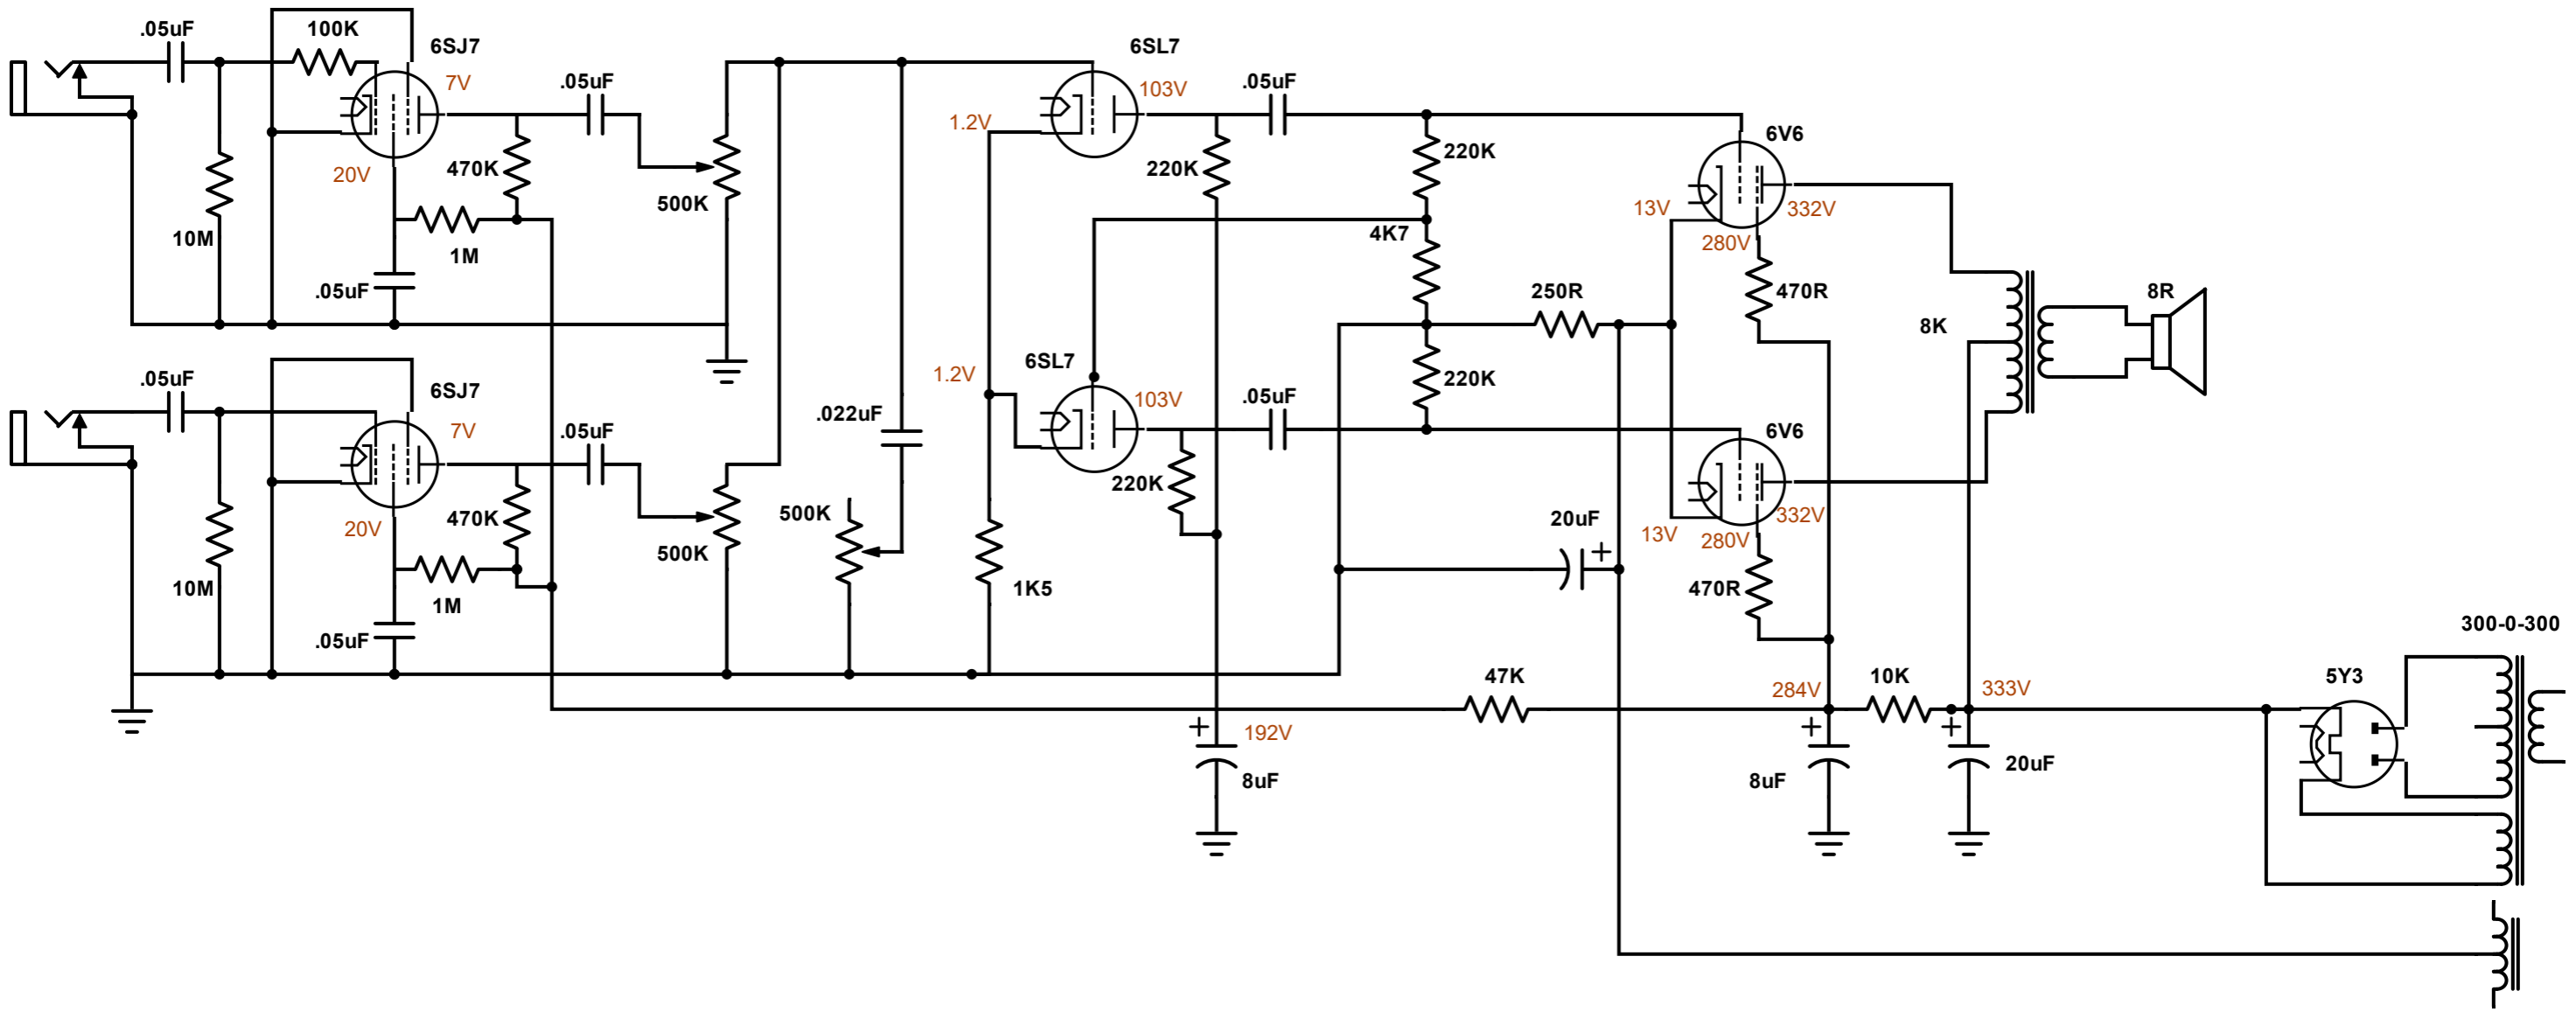 .05uF
100K
6SJ7
7V
20V
10M
470K
1M
.05uF
.05uF
500K
6SL7
103V
1.2V
.05uF
220K
220K
4K7
6V6
13V
332V
280V
470R
250R
8K
8R
.05uF
6SJ7
7V
20V
10M
470K
1M
.05uF
.05uF
500K
.022uF
500K
1.2V
6SL7
103V
220K
.05uF
220K
1K5
20uF
+
6V6
13V
332V
280V
470R
47K
284V
10K
333V
+
192V
8uF
+
8uF
+
20uF
5Y3
300-0-300